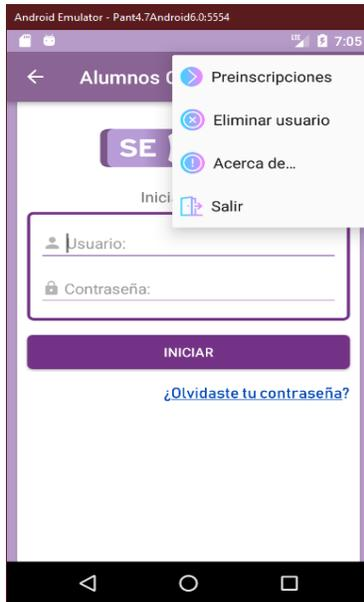 Android Emulator - Pant4.7Android6.0:5554
LTE 7:05
Alumnos
Preinscripciones
Eliminar usuario
Acerca de...
Salir
SE
Usuario:
Contraseña:
INICIAR
¿Olvidaste tu contraseña?